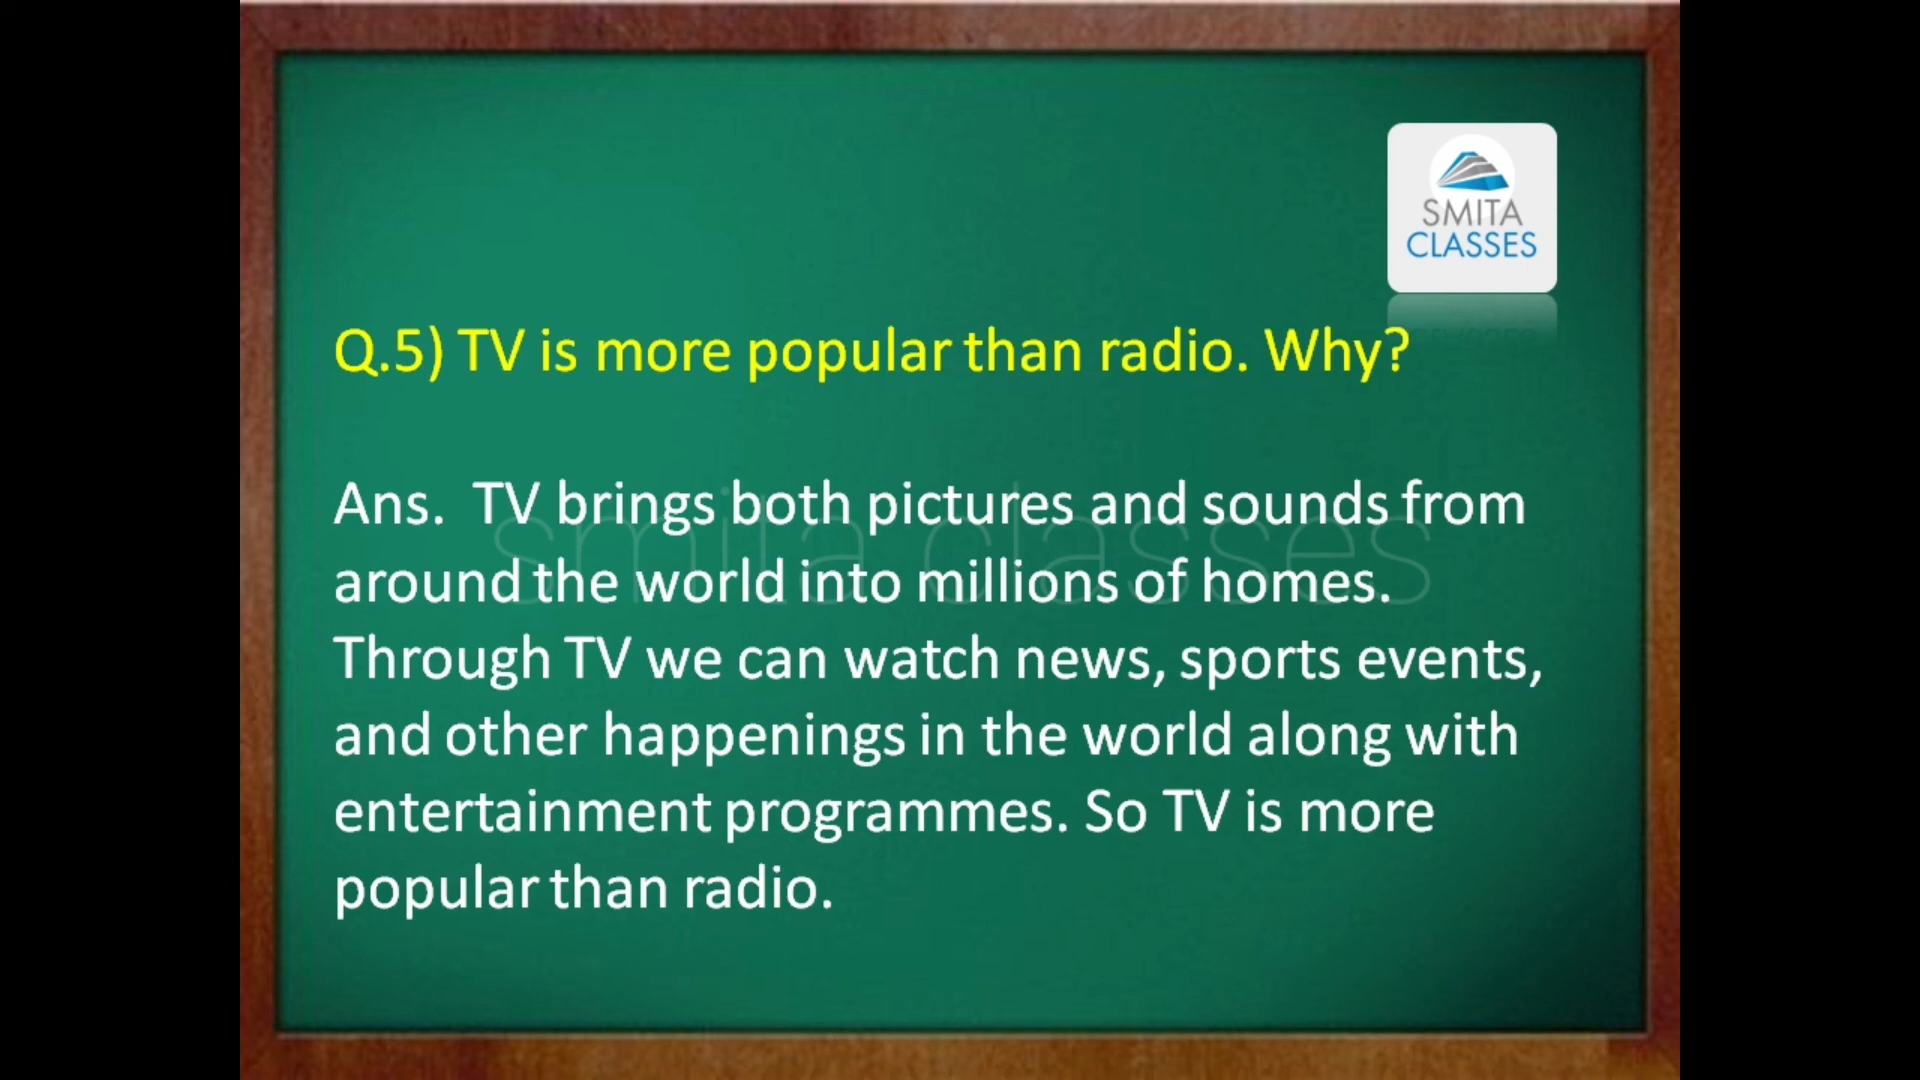 SMITA
CLASSES
Q.5) TV is more popular than radio. Why?
Ans. TV brings both pictures and sounds from
around the world into millions of homes.
Through TV we can watch news, sports events,
and other happenings in the world along with
entertainment programmes. So TV is more
popular than radio.
smita classes